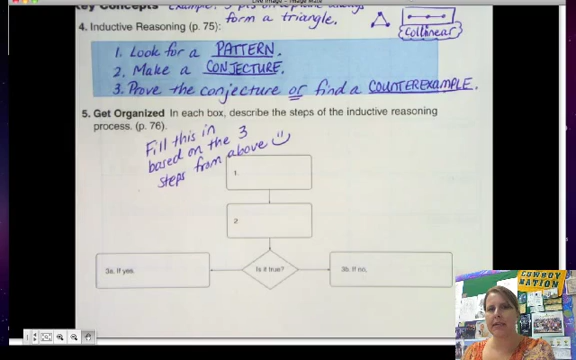 Key Concepts Example: 3 pts on a plane always
form a triangle.
4. Inductive Reasoning (p. 75):
collinear
1. Look for a PATTERN.
2. Make a CONJECTURE.
3. Prove the conjecture or find a COUNTEREXAMPLE.
5. Get Organized In each box, describe the steps of the inductive reasoning
process. (p. 76)
Fill this in
based on the 3
steps from above
1.
2
3a. If yes,
Is it true?
3b. If no,
COWBOY
NATION